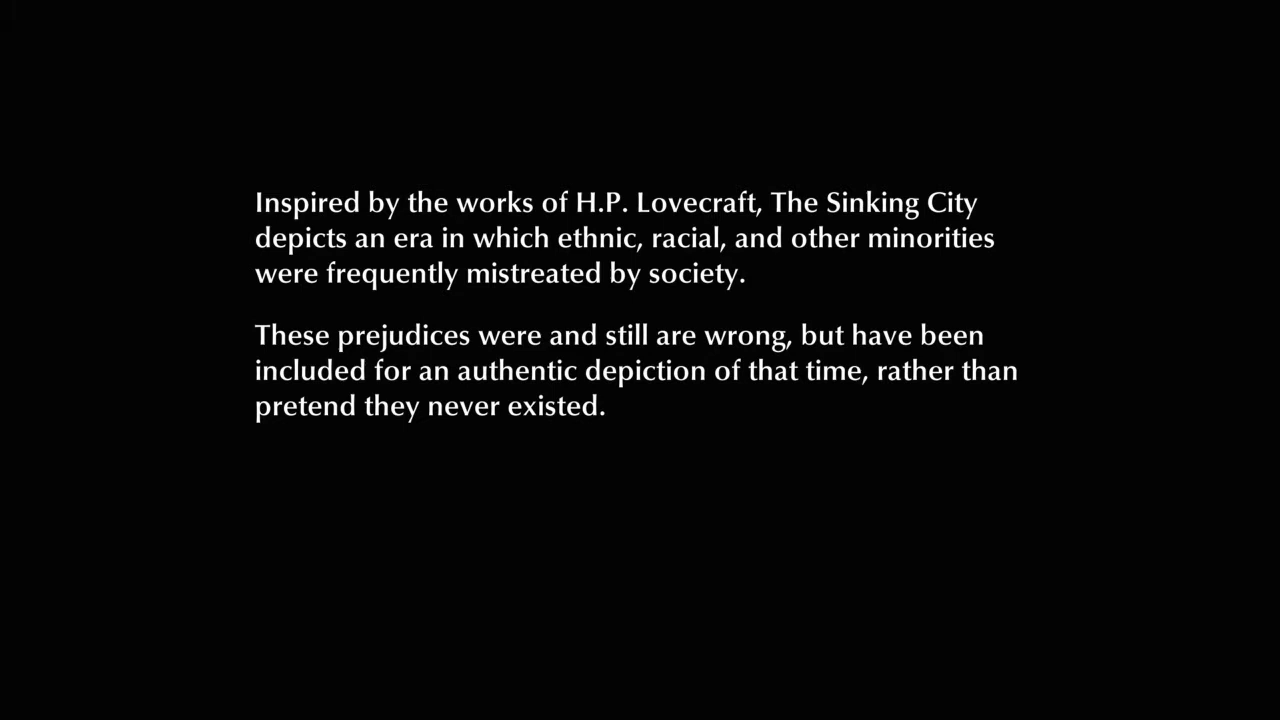 Inspired by the works of H.P. Lovecraft, The Sinking City
depicts an era in which ethnic, racial, and other minorities
were frequently mistreated by society.
These prejudices were and still are wrong, but have been
included for an authentic depiction of that time, rather than
pretend they never existed.